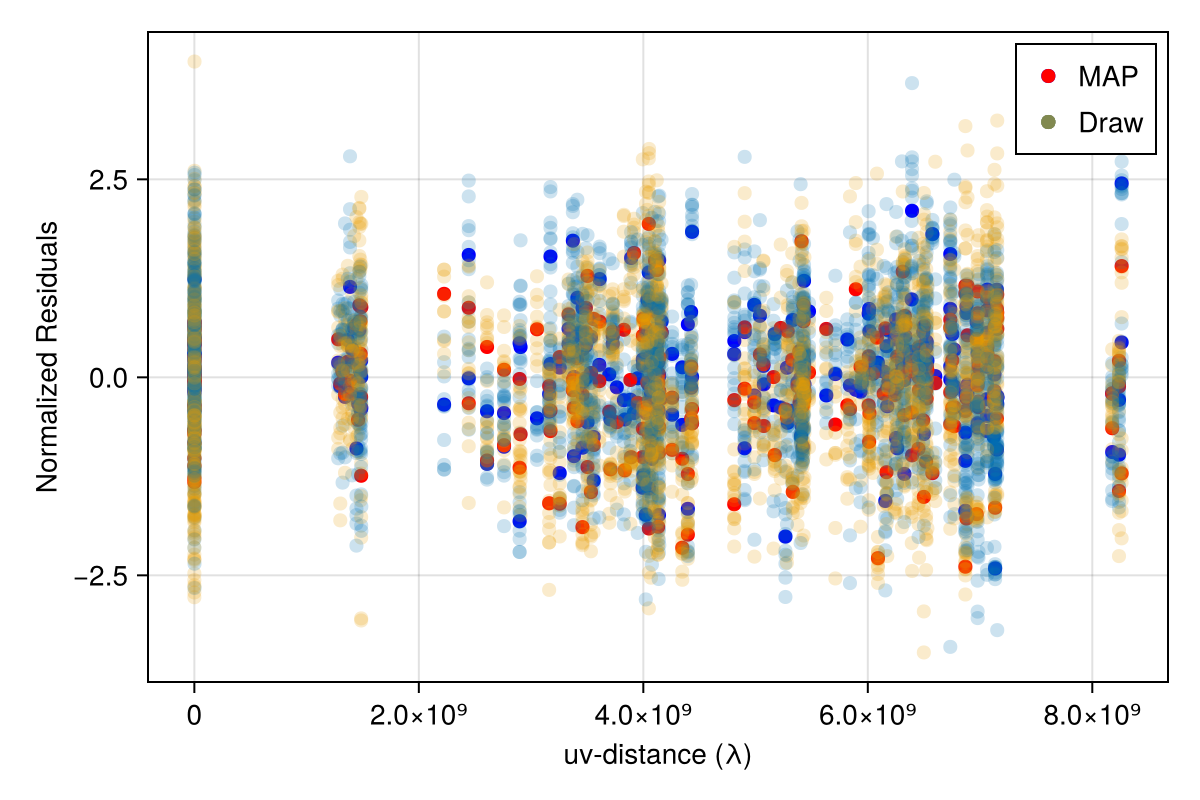 MAP
Draw
2.5
0.0
−2.5
Normalized Residuals
0
2.0×10⁹
4.0×10⁹
6.0×10⁹
8.0×10⁹
uv-distance (λ)